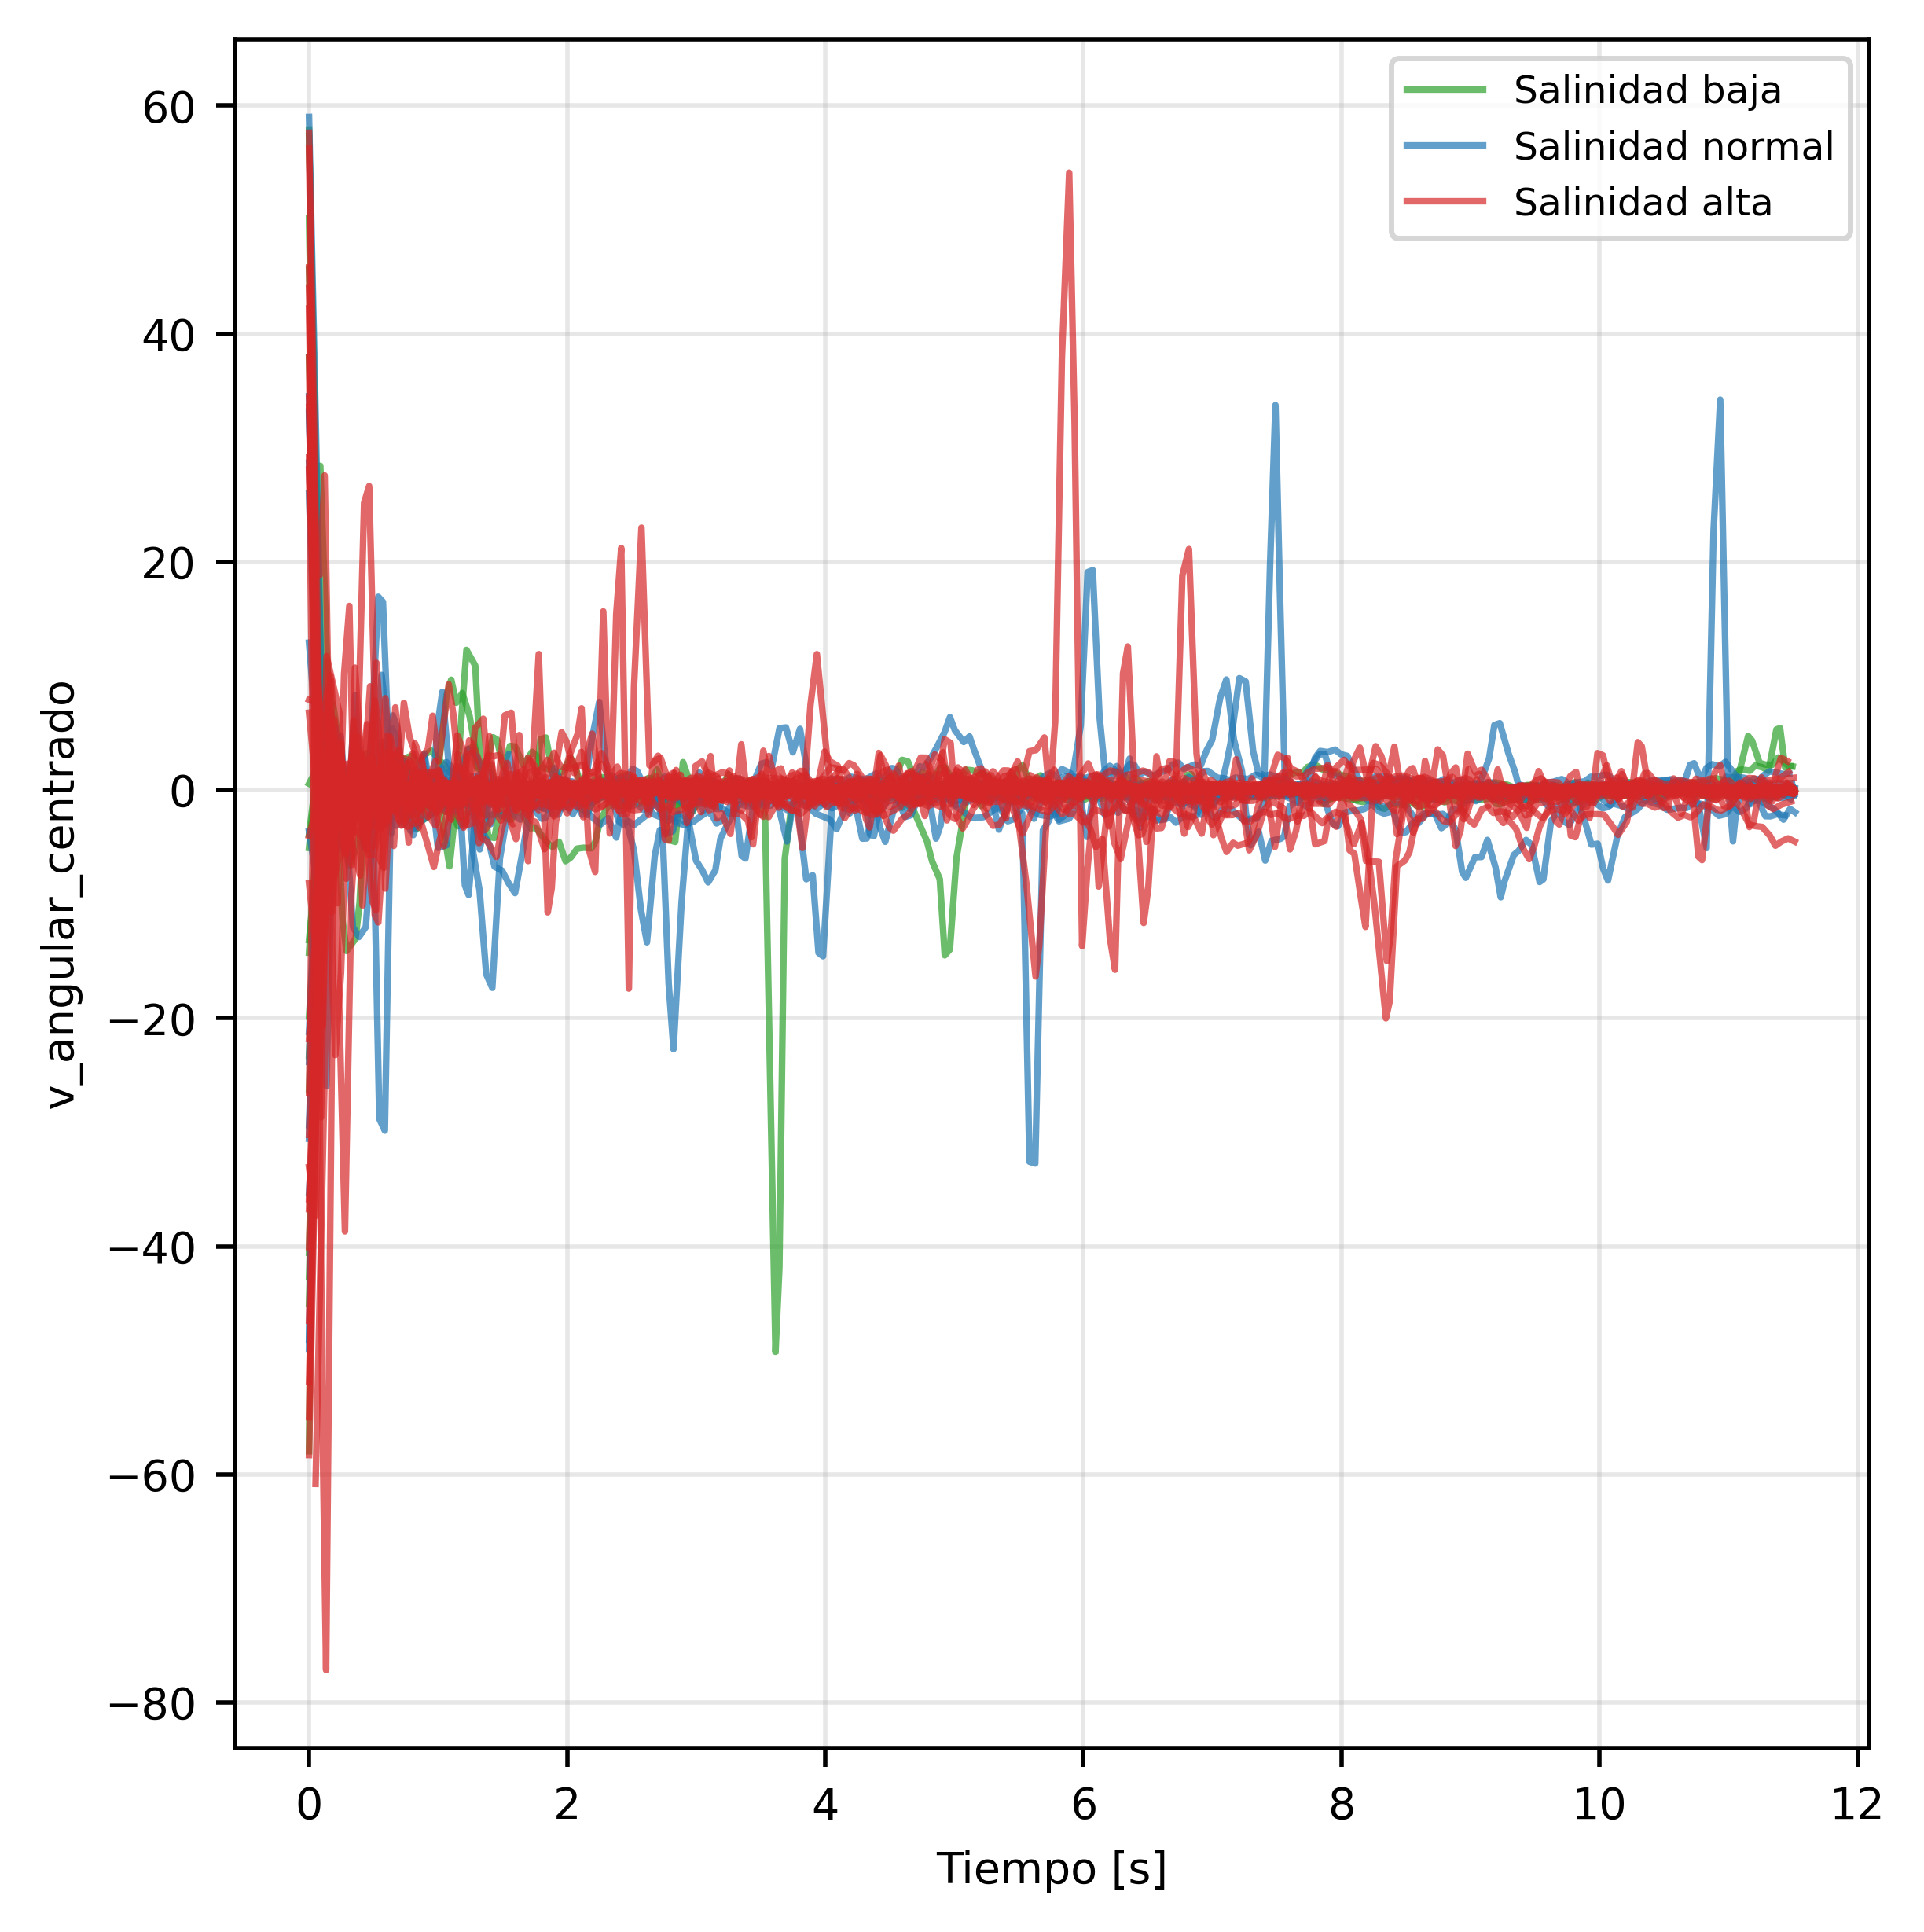 Salinidad baja
Salinidad normal
Salinidad alta
60
40
20
0
−20
−40
−60
−80
v_angular_centrado
0 2 4 6 8 10 12
Tiempo [s]